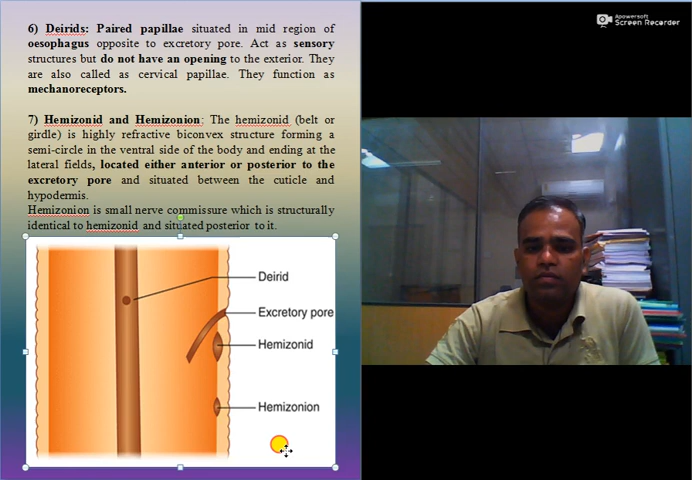 6) Deirids: Paired papillae situated in mid region of
oesophagus opposite to excretory pore. Act as sensory
structures but do not have an opening to the exterior. They
are also called as cervical papillae. They function as
mechanoreceptors.
7) Hemizonid and Hemizonion: The hemizonid (belt or
girdle) is highly refractive biconvex structure forming a
semi-circle in the ventral side of the body and ending at the
lateral fields, located either anterior or posterior to the
excretory pore and situated between the cuticle and
hypodermis.
Hemizonion is small nerve commissure which is structurally
identical to hemizonid and situated posterior to it.
Deirid
Excretory pore
Hemizonid
Hemizonion
Apowersoft
Screen Recorder